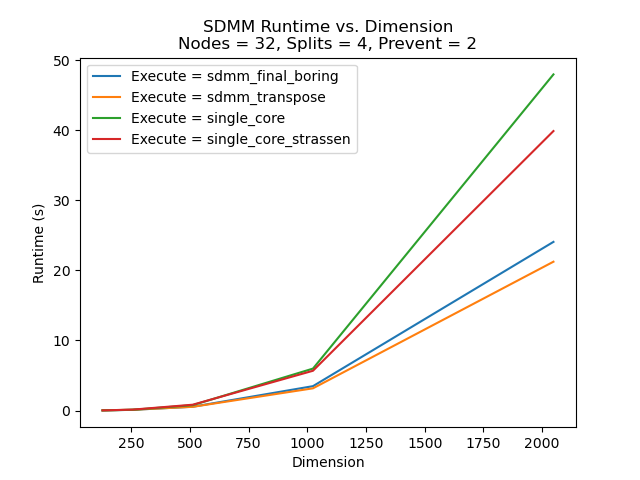 SDMM Runtime vs. Dimension
Nodes = 32, Splits = 4, Prevent = 2
Execute = sdmm_final_boring
Execute = sdmm_transpose
Execute = single_core
Execute = single_core_strassen
50
40
30
20
10
0
Runtime (s)
250 500 750 1000 1250 1500 1750 2000
Dimension